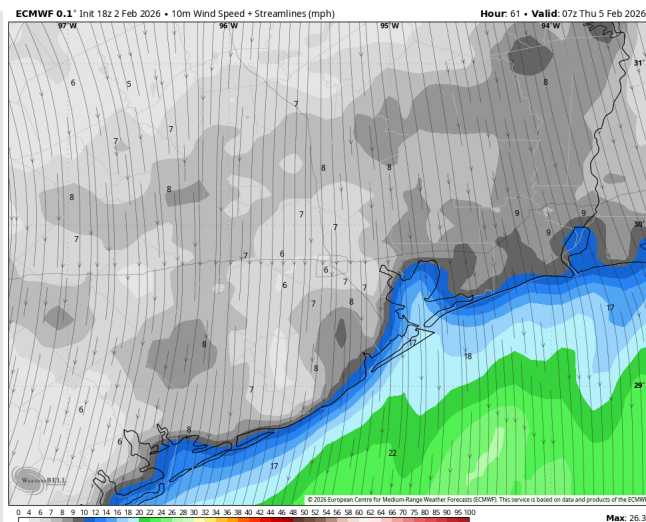 ECMWF 0.1° Init 18z 2 Feb 2026 • 10m Wind Speed + Streamlines (mph) Hour: 61 • Valid: 07z Thu 5 Feb 2026
97°W 96°W 95°W 94°W
31°
6 5 8
7
7
7
8 8
8 8
7 9 9
7 9 30°
7 7 6
6
6 7
7 8 7
17
8 17
18
8 29°
7
6
8
6
22
17
WeatherBELL
© 2026 European Centre for Medium-Range Weather Forecasts (ECMWF). This service is based on data and products of the ECMWF
0 4 6 7 8 9 10 12 14 16 18 20 22 24 26 28 30 32 34 36 38 40 42 44 46 48 50 52 54 56 58 60 62 64 66 70 75 80 85 90 95 100
Max: 26.3